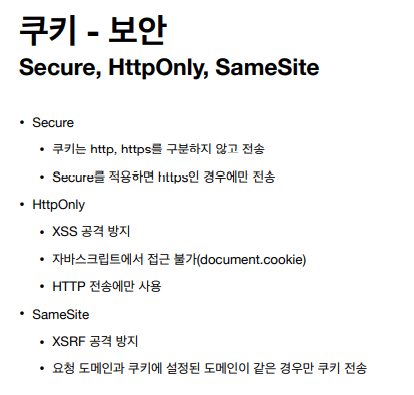 쿠키 - 보안
Secure, HttpOnly, SameSite
• Secure
• 쿠키는 http, https를 구분하지 않고 전송
• Secure를 적용하면 https인 경우에만 전송
• HttpOnly
• XSS 공격 방지
• 자바스크립트에서 접근 불가(document.cookie)
• HTTP 전송에만 사용
• SameSite
• XSRF 공격 방지
• 요청 도메인과 쿠키에 설정된 도메인이 같은 경우만 쿠키 전송